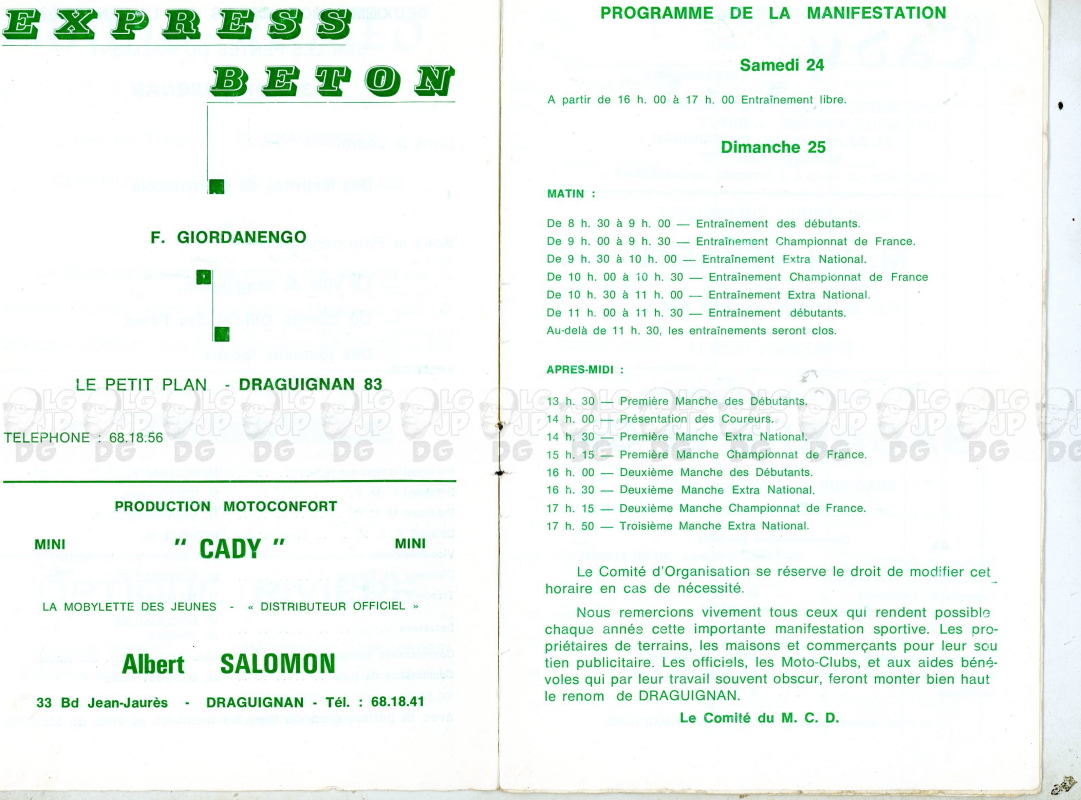 EXPRESS
BETON
F. GIORDANENGO
LE PETIT PLAN - DRAGUIGNAN 83
TELEPHONE : 68.18.56
PRODUCTION MOTOCONFORT
MINI " CADY " MINI
LA MOBYLETTE DES JEUNES - « DISTRIBUTEUR OFFICIEL »
Albert SALOMON
33 Bd Jean-Jaurès - DRAGUIGNAN - Tél. : 68.18.41
PROGRAMME DE LA MANIFESTATION
Samedi 24
A partir de 16 h. 00 à 17 h. 00 Entraînement libre.
Dimanche 25
MATIN :
De 8 h. 30 à 9 h. 00 — Entraînement des débutants.
De 9 h. 00 à 9 h. 30 — Entraînement Championnat de France.
De 9 h. 30 à 10 h. 00 — Entraînement Extra National.
De 10 h. 00 à 10 h. 30 — Entraînement Championnat de France
De 10 h. 30 à 11 h. 00 — Entraînement Extra National.
De 11 h. 00 à 11 h. 30 — Entraînement débutants.
Au-delà de 11 h. 30, les entraînements seront clos.
APRES-MIDI :
13 h. 30 — Première Manche des Débutants.
14 h. 00 — Présentation des Coureurs.
14 h. 30 — Première Manche Extra National.
15 h. 15 — Première Manche Championnat de France.
16 h. 00 — Deuxième Manche des Débutants.
16 h. 30 — Deuxième Manche Extra National.
17 h. 15 — Deuxième Manche Championnat de France.
17 h. 50 — Troisième Manche Extra National.
Le Comité d'Organisation se réserve le droit de modifier cet
horaire en cas de nécessité.
Nous remercions vivement tous ceux qui rendent possible
chaque année cette importante manifestation sportive. Les pro-
priétaires de terrains, les maisons et commerçants pour leur sou
tien publicitaire. Les officiels, les Moto-Clubs, et aux aides béné-
voles qui par leur travail souvent obscur, feront monter bien haut
le renom de DRAGUIGNAN.
Le Comité du M. C. D.
LG JP DG